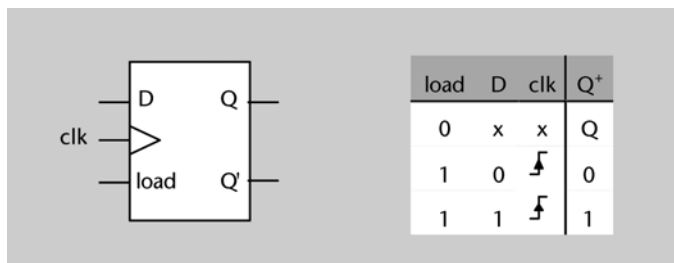 D Q
clk
load Q'
load D clk Q⁺
0 x x Q
1 0 0
1 1 1